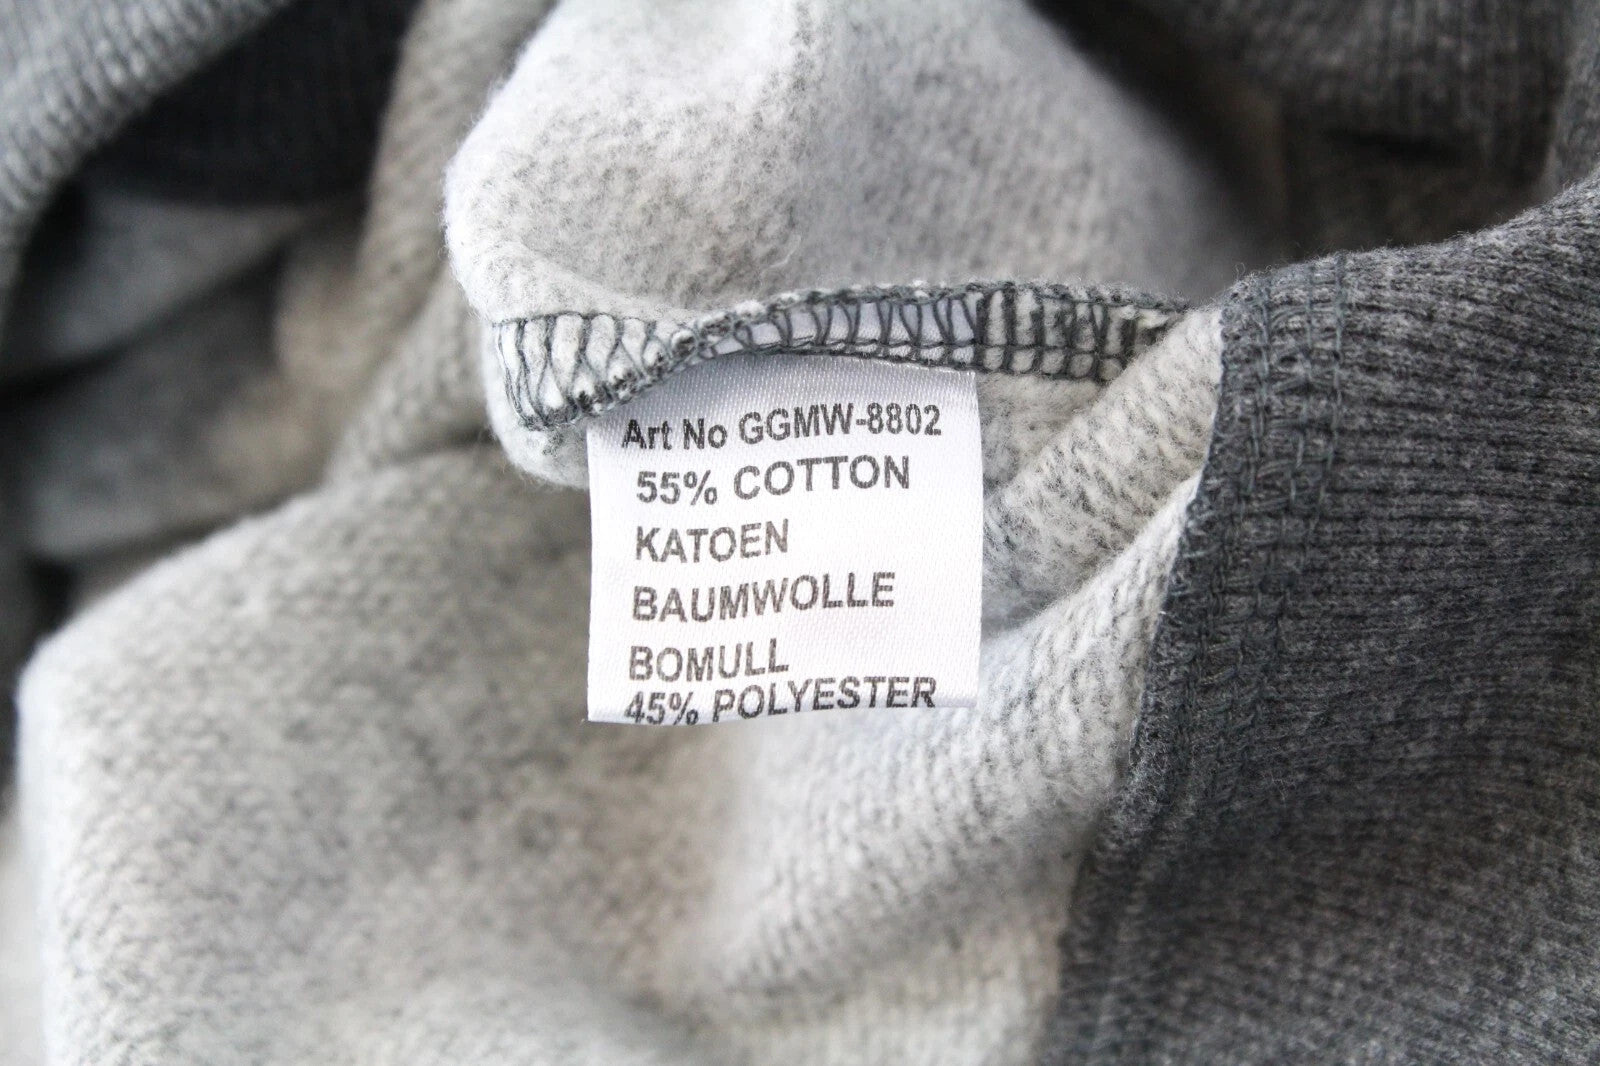 Art No GGMW-8802
55% COTTON
KATOEN
BAUMWOLLE
BOMULL
45% POLYESTER